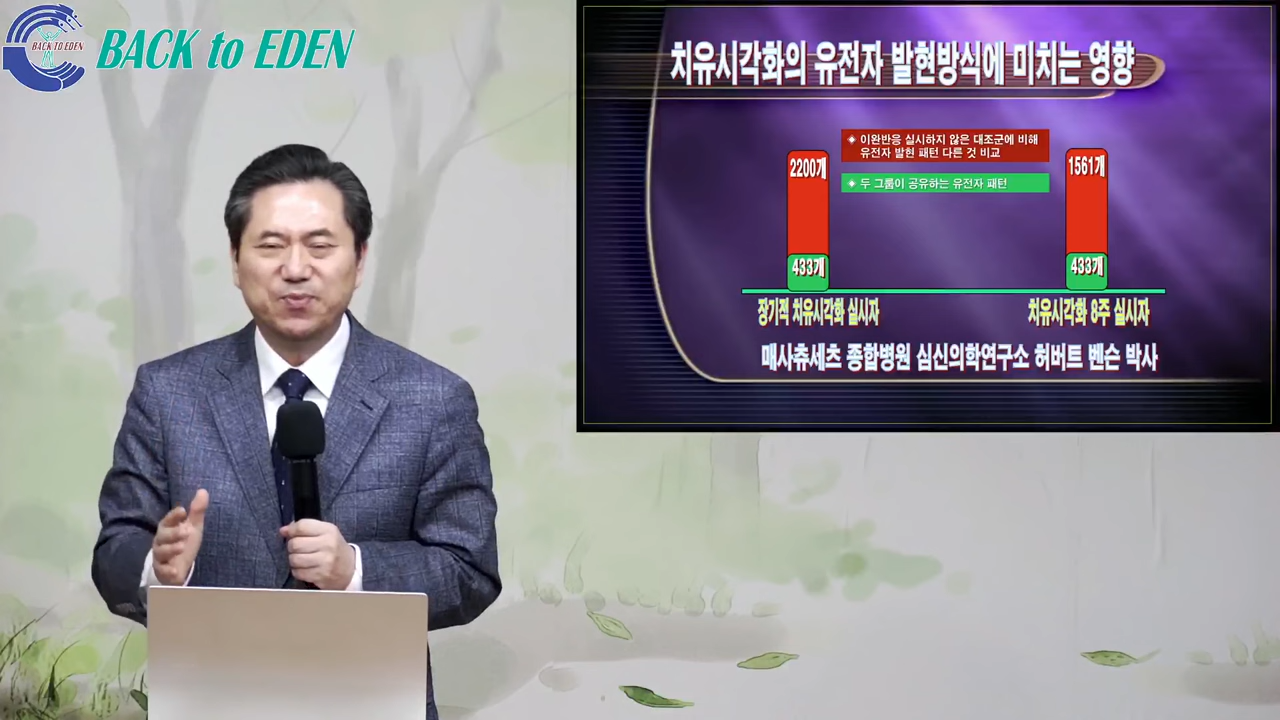 BACK TO EDEN
BACK to EDEN
치유시각화의 유전자 발현방식에 미치는 영향
◈ 이완반응 실시하지 않은 대조군에 비해
유전자 발현 패턴 다른 것 비교
◈ 두 그룹이 공유하는 유전자 패턴
2200개
1561개
433개
433개
장기적 치유시각화 실시자
치유시각화 8주 실시자
매사츄세츠 종합병원 심신의학연구소 허버트 벤슨 박사